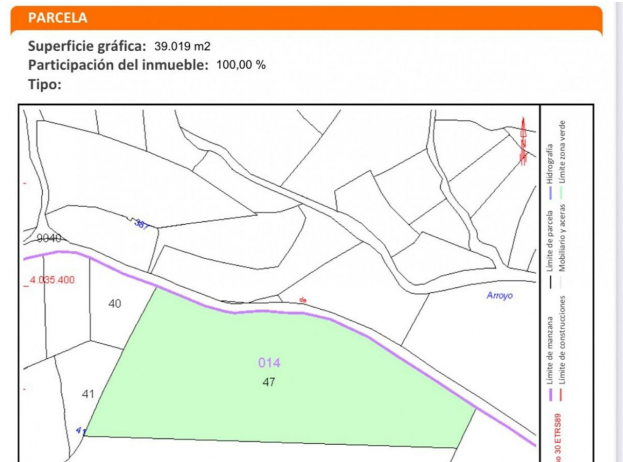 PARCELA
Superficie gráfica: 39.019 m2
Participación del inmueble: 100,00 %
Tipo:
387
9040
4.035.400
40
Arroyo
014
47
41
41
Límite de manzana
Límite de parcela
Hidrografía
Límite de construcciones
Mobiliario y aceras
Límite zona verde
30 ETRS89